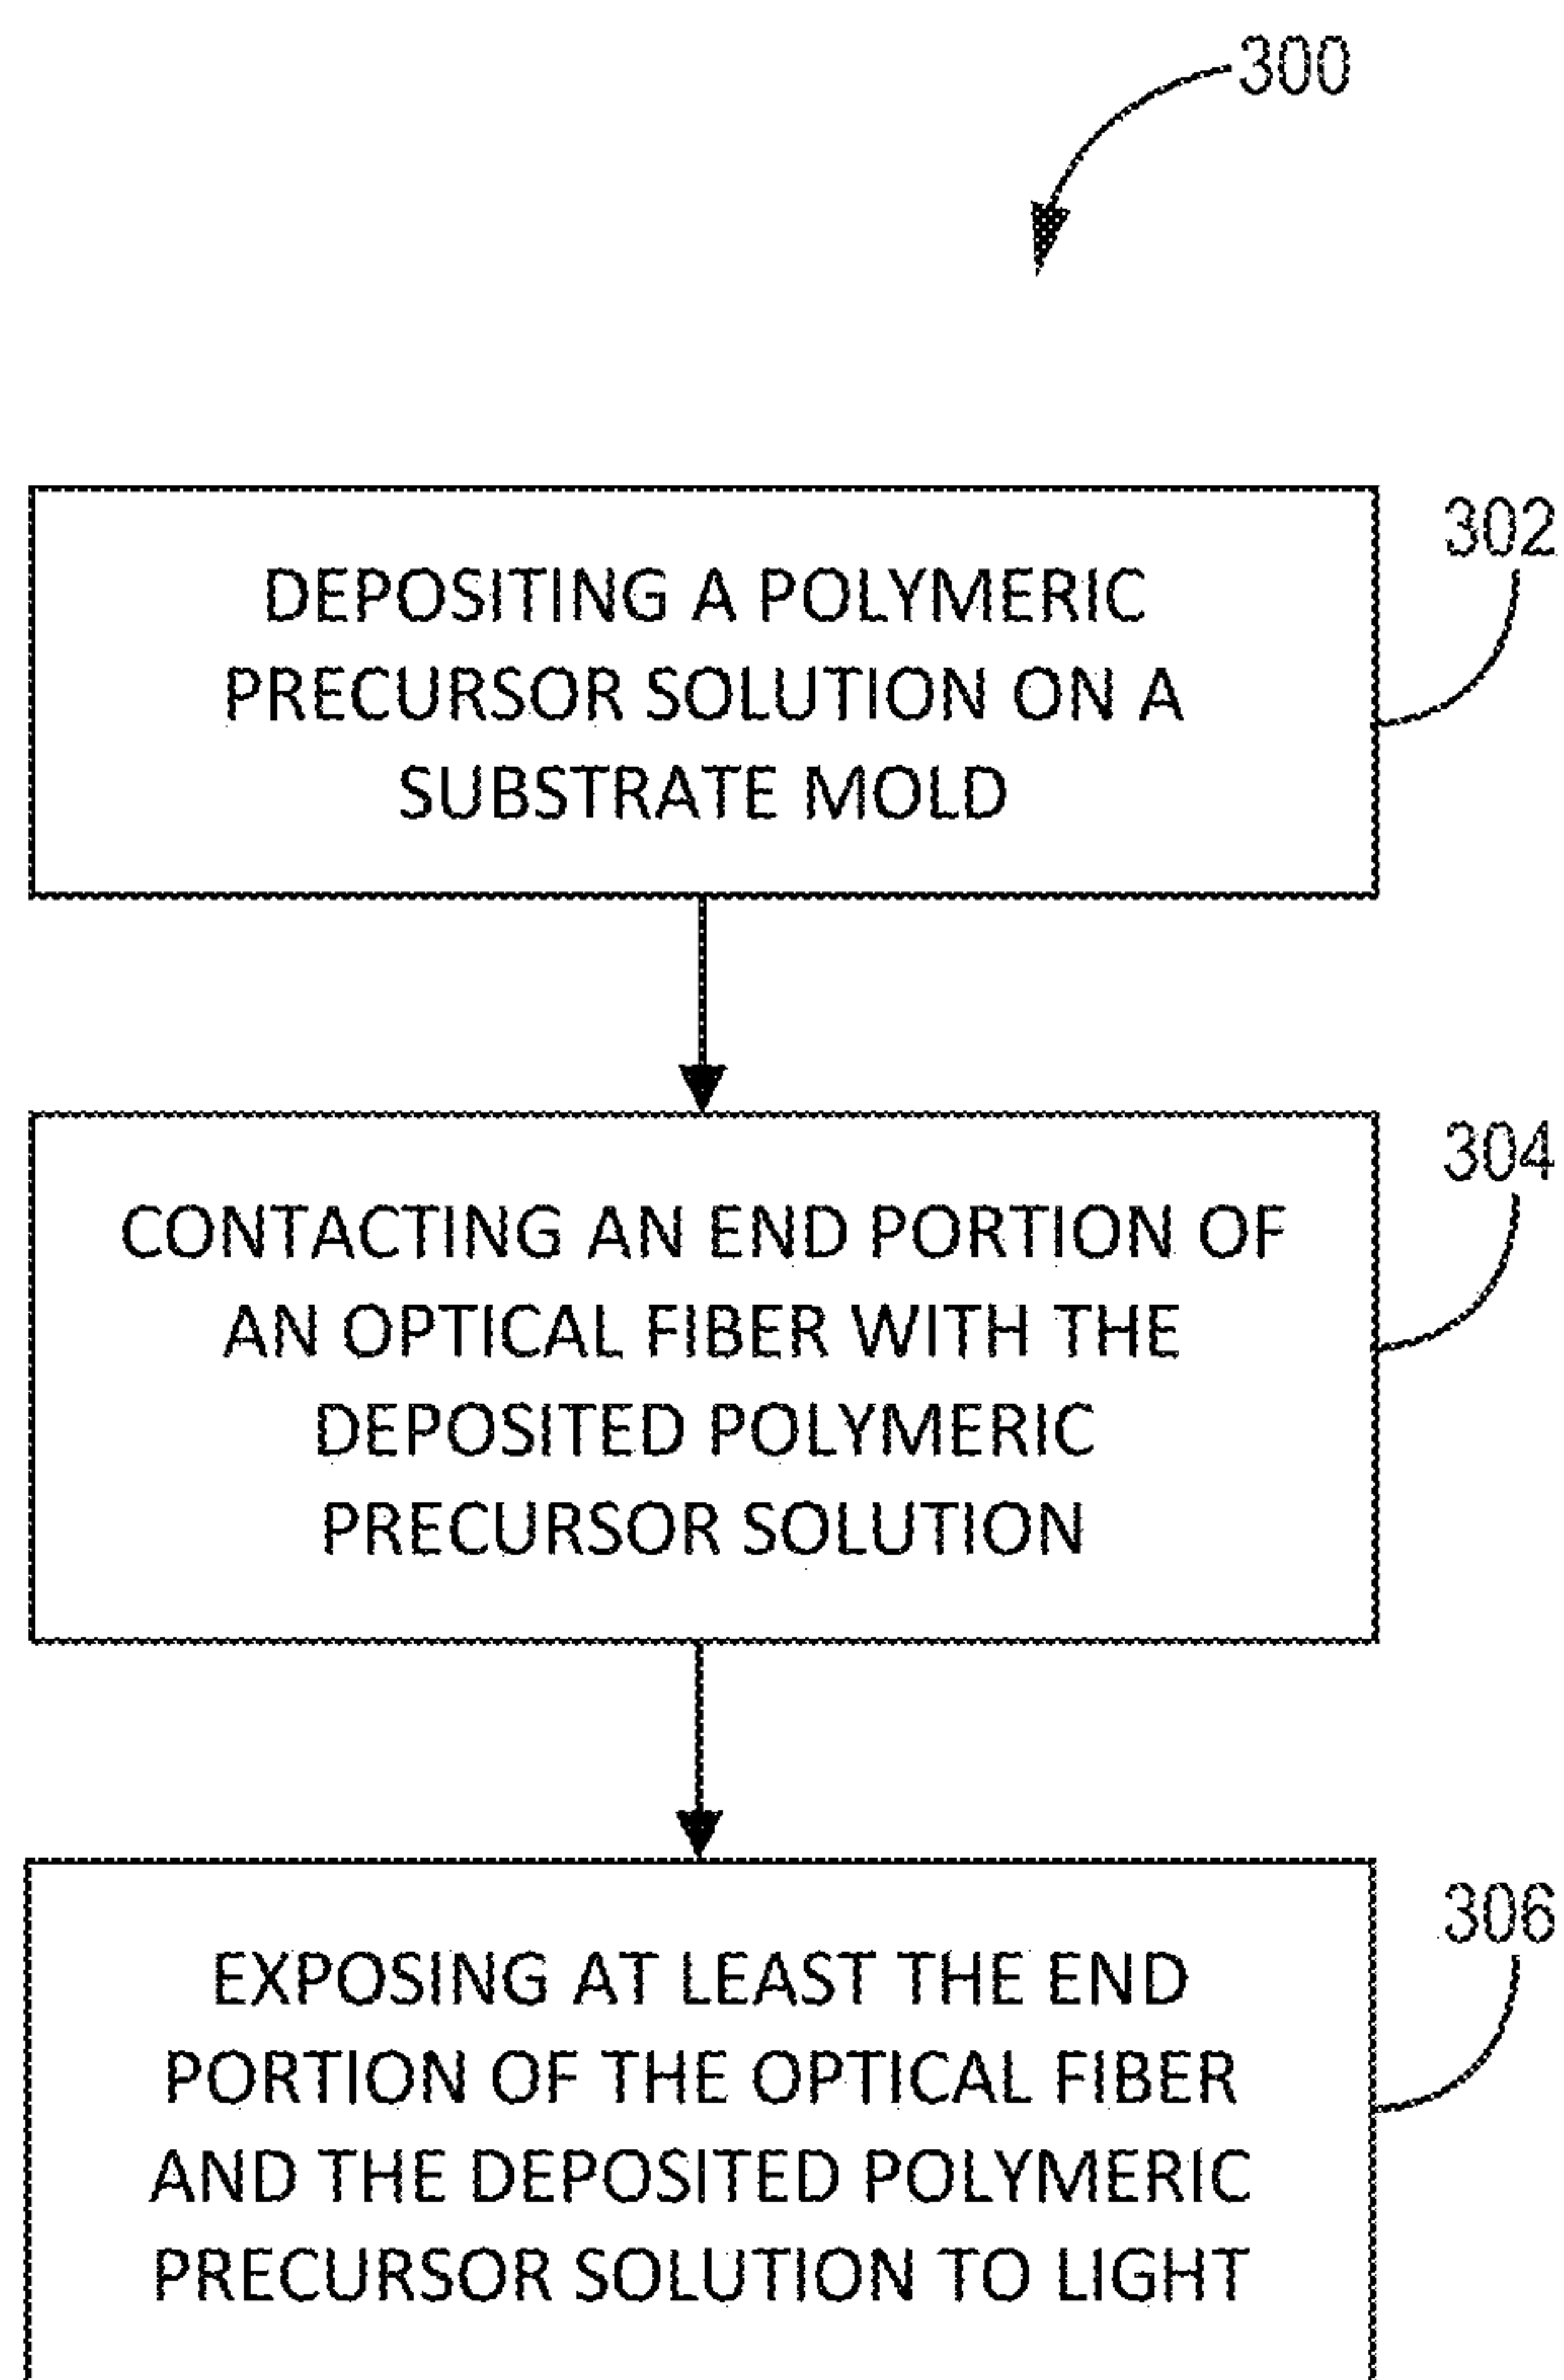 300
302
DEPOSITING A POLYMERIC
PRECURSOR SOLUTION ON A
SUBSTRATE MOLD
304
CONTACTING AN END PORTION OF
AN OPTICAL FIBER WITH THE
DEPOSITED POLYMERIC
PRECURSOR SOLUTION
306
EXPOSING AT LEAST THE END
PORTION OF THE OPTICAL FIBER
AND THE DEPOSITED POLYMERIC
PRECURSOR SOLUTION TO LIGHT